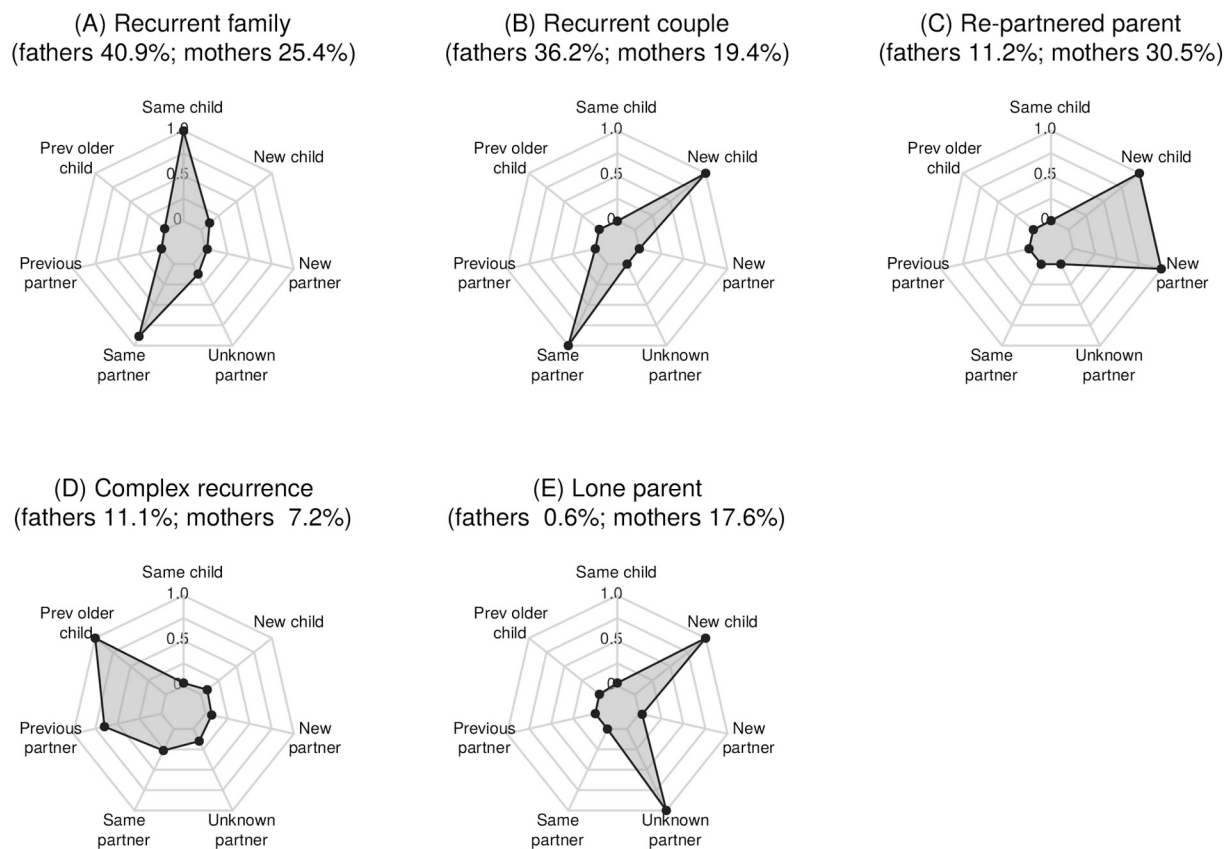 (A) Recurrent family
(fathers 40.9%; mothers 25.4%)
Same child
1.0
Prev older
child
New child
0.5
0
Previous
partner
New
partner
Same
partner
Unknown
partner
(B) Recurrent couple
(fathers 36.2%; mothers 19.4%)
Same child
1.0
Prev older
child
New child
0.5
0
Previous
partner
New
partner
Same
partner
Unknown
partner
(C) Re-partnered parent
(fathers 11.2%; mothers 30.5%)
Same child
1.0
Prev older
child
New child
0.5
0
Previous
partner
New
partner
Same
partner
Unknown
partner
(D) Complex recurrence
(fathers 11.1%; mothers 7.2%)
Same child
1.0
Prev older
child
New child
0.5
0
Previous
partner
New
partner
Same
partner
Unknown
partner
(E) Lone parent
(fathers 0.6%; mothers 17.6%)
Same child
1.0
Prev older
child
New child
0.5
0
Previous
partner
New
partner
Same
partner
Unknown
partner